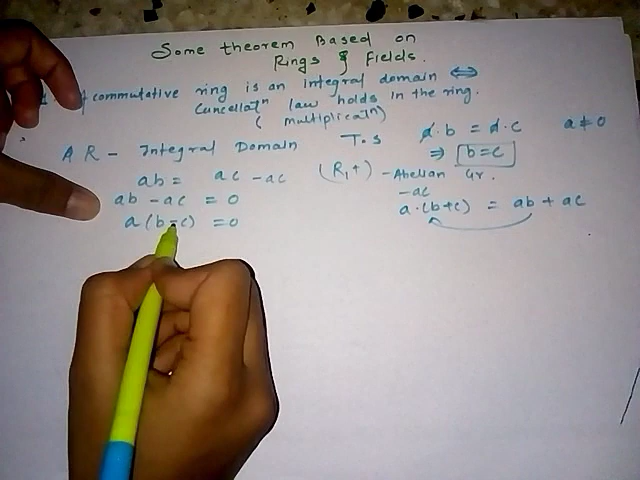 Some theorem Based on
Rings & Fields.
commutative ring is an integral domain ⇔
Cancellatⁿ law holds in the ring.
( multiplicatⁿ)
A R - Integral Domain
T.S a.b = a.c a≠0
⇒ b=c
ab = ac -ac
(R,+) - Abelian Gr.
ab -ac = 0
-ac
a(b-c) = 0
a.(b+c) = ab + ac